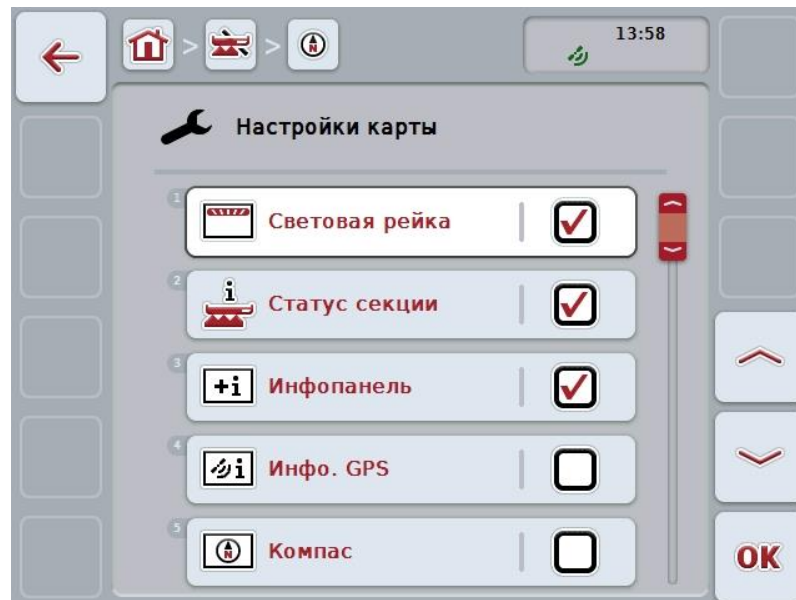 13:58
Настройки карты
1
Световая рейка
2
i
Статус секции
3
+i
Инфопанель
4
i
Инфо. GPS
5
Компас
OK